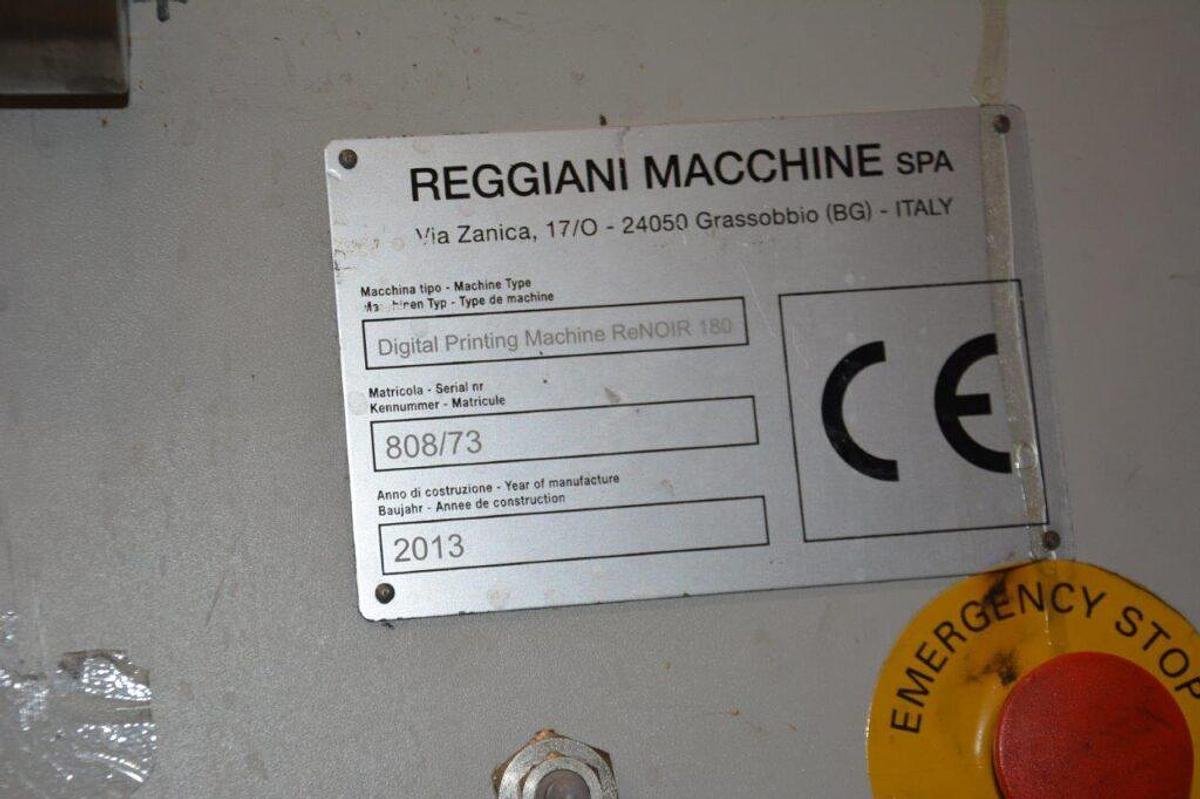 REGGIANI MACCHINE SPA
Via Zanica, 17/O - 24050 Grassobbio (BG) - ITALY
Macchina tipo - Machine Type
Maschinen Typ - Type de machine
Digital Printing Machine ReNOIR 180
Matricola - Serial nr
Kennummer - Matricule
808/73
Anno di costruzione - Year of manufacture
Baujahr - Annee de construction
2013
CE
EMERGENCY STOP